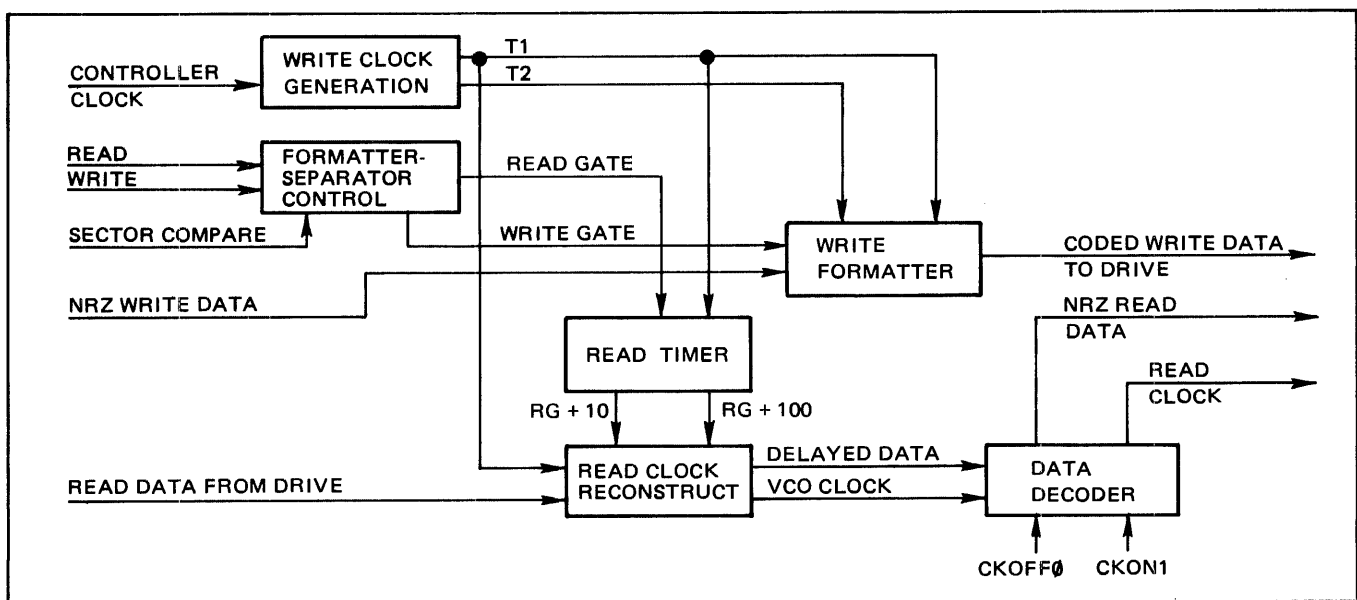 WRITE CLOCK
GENERATION
T1
T2
CONTROLLER
CLOCK
READ
WRITE
FORMATTER-
SEPARATOR
CONTROL
READ GATE
SECTOR COMPARE
WRITE GATE
WRITE
FORMATTER
CODED WRITE DATA
TO DRIVE
NRZ WRITE DATA
NRZ READ
DATA
READ TIMER
READ
CLOCK
RG + 10
RG + 100
READ DATA FROM DRIVE
READ CLOCK
RECONSTRUCT
DELAYED DATA
VCO CLOCK
DATA
DECODER
CKOFF0
CKON1